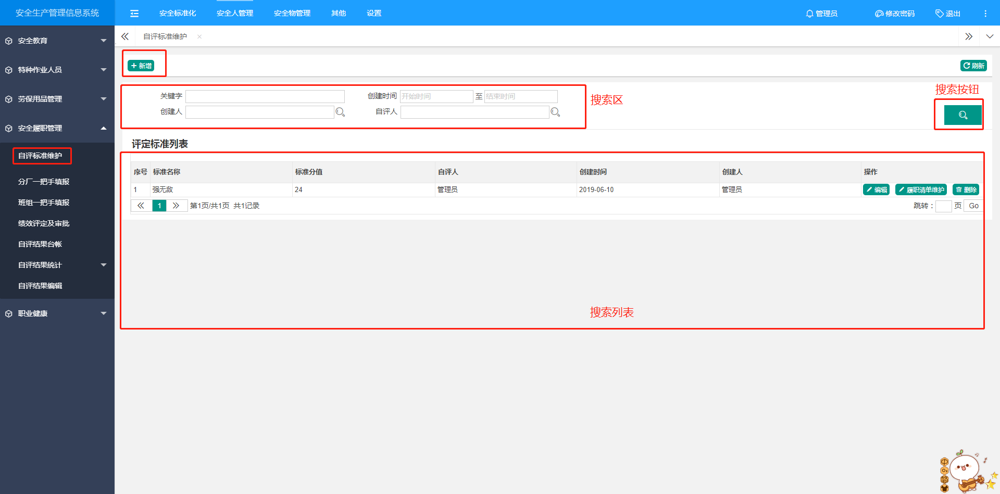 安全生产管理信息系统
安全标准化 安全人管理 安全物管理 其他 设置
管理员 修改密码 退出
自评标准维护
安全教育
特种作业人员
劳保用品管理
安全履职管理
自评标准维护
分厂一把手填报
班组一把手填报
绩效评定及审批
自评结果台帐
自评结果统计
自评结果编辑
职业健康
新增
刷新
关键字 创建时间 开始时间 至 结束时间
创建人 自评人
搜索区
搜索按钮
评定标准列表
序号 标准名称 标准分值 自评人 创建时间 创建人 操作
1 强无敌 24 管理员 2019-06-10 管理员 编辑 履职清单维护 删除
1 第1页/共1页 共1记录 跳转： 页 Go
搜索列表
中
简